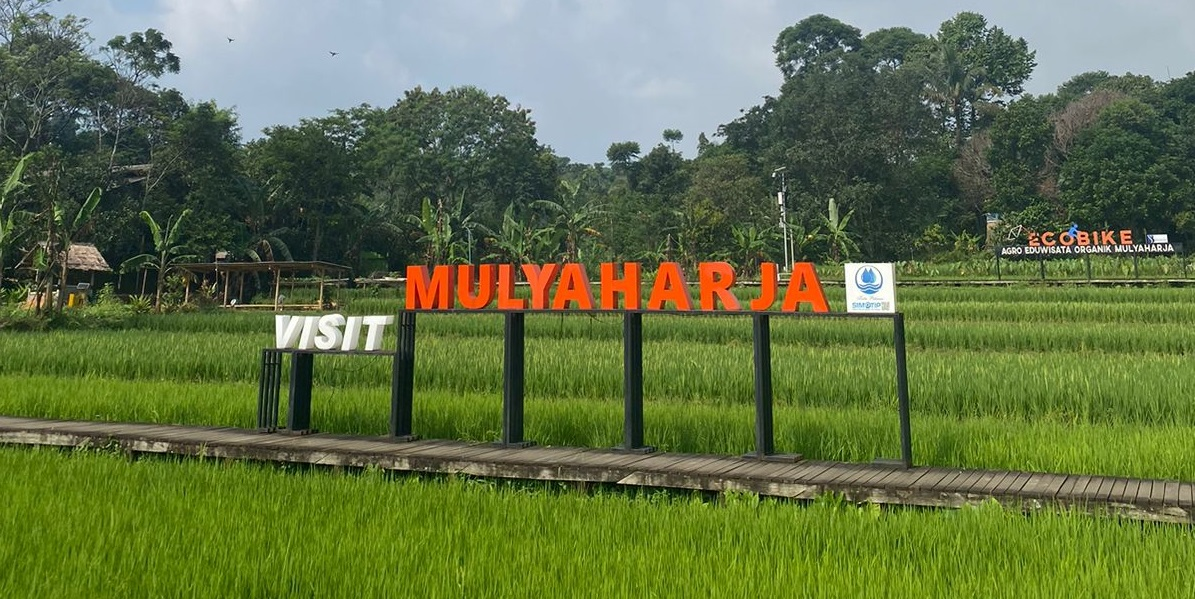 VISIT
MULYAHARJA
ECOBIKE
AGRO EDUWISATA ORGANIK MULYAHARJA